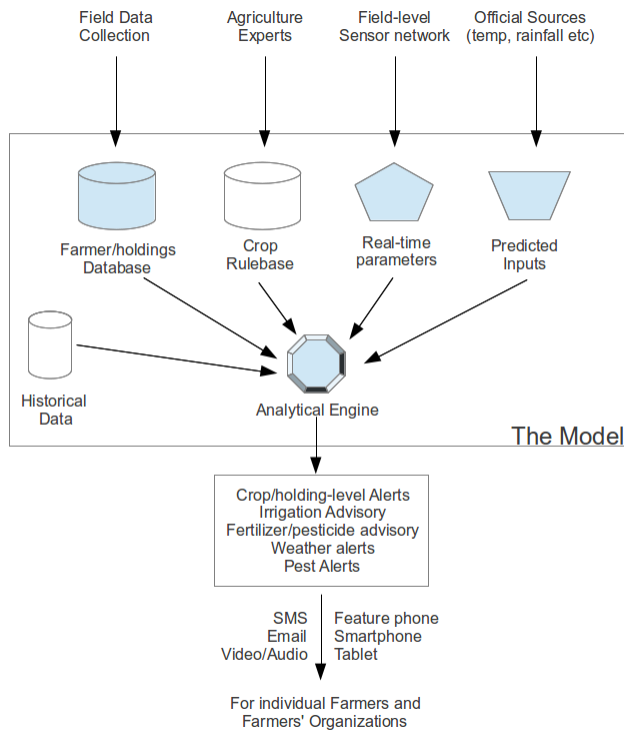 Field Data
Collection
Agriculture
Experts
Field-level
Sensor network
Official Sources
(temp, rainfall etc)
Farmer/holdings
Database
Crop
Rulebase
Real-time
parameters
Predicted
Inputs
Historical
Data
Analytical Engine
The Model
Crop/holding-level Alerts
Irrigation Advisory
Fertilizer/pesticide advisory
Weather alerts
Pest Alerts
SMS
Email
Video/Audio
Feature phone
Smartphone
Tablet
For individual Farmers and
Farmers' Organizations